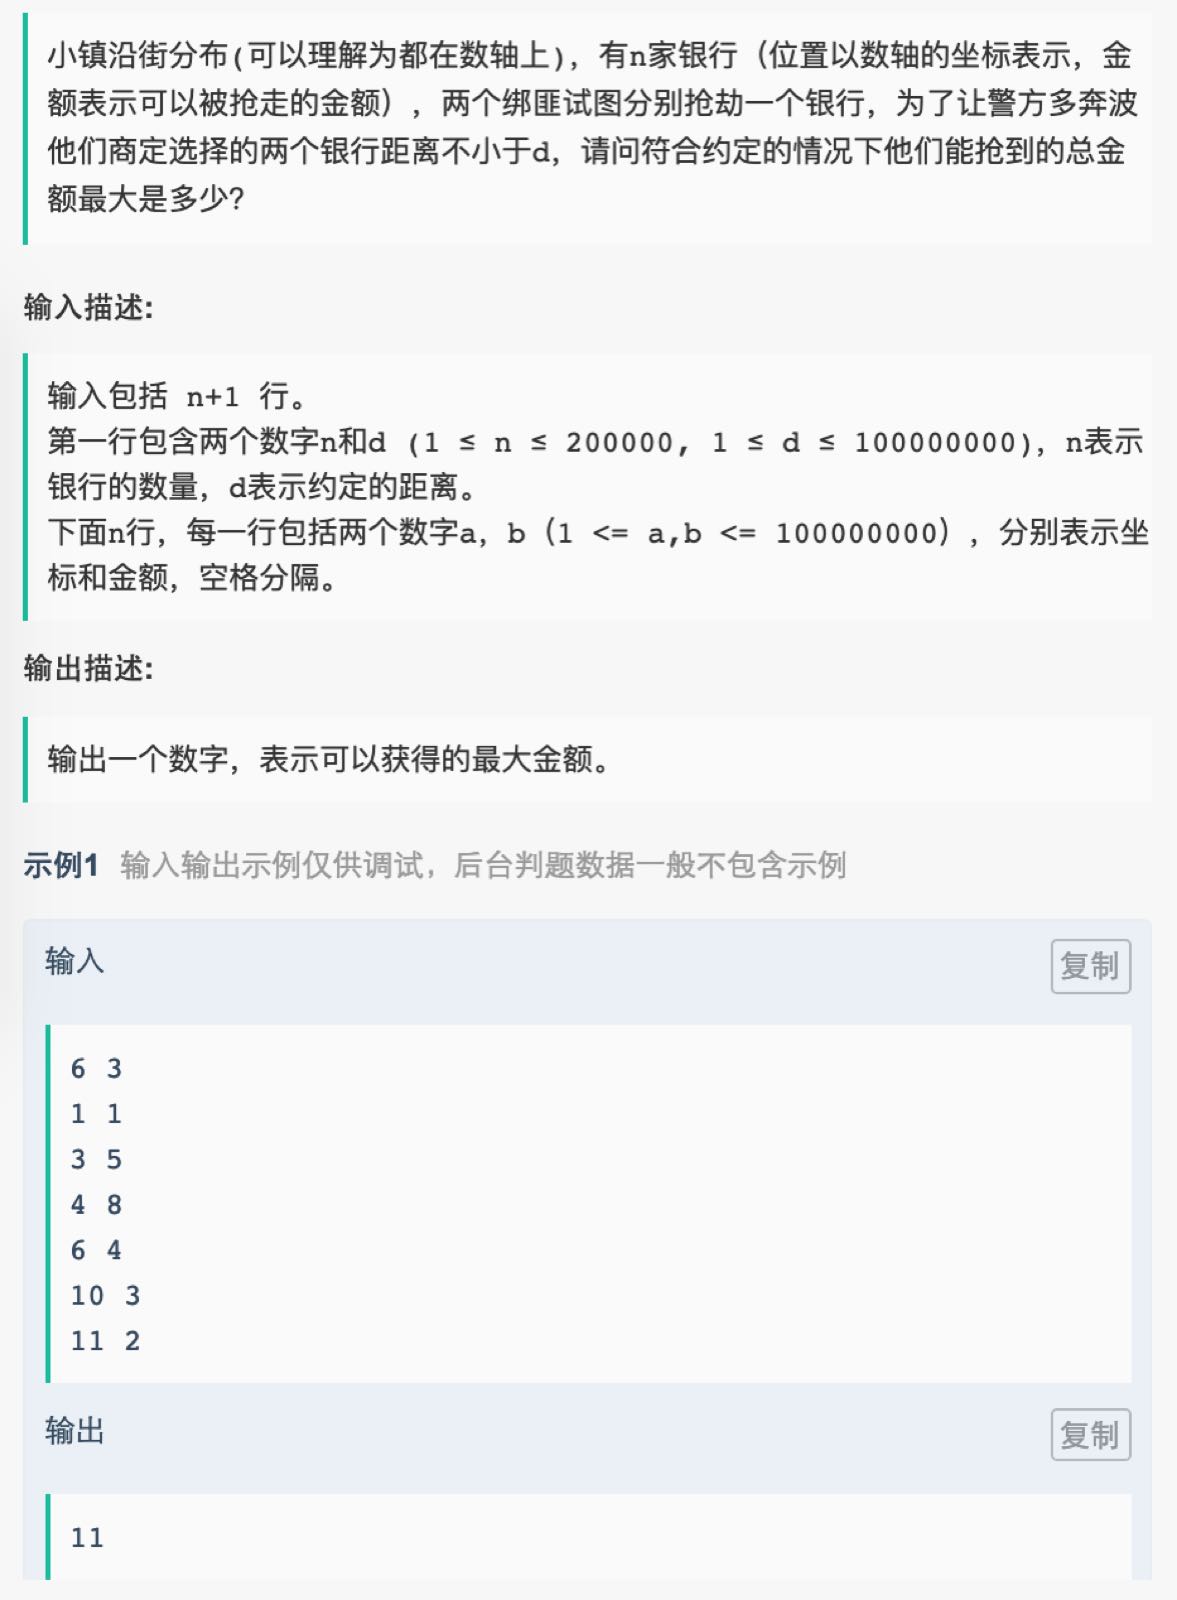 小镇沿街分布(可以理解为都在数轴上)，有n家银行（位置以数轴的坐标表示，金
额表示可以被抢走的金额），两个绑匪试图分别抢劫一个银行，为了让警方多奔波
他们商定选择的两个银行距离不小于d，请问符合约定的情况下他们能抢到的总金
额最大是多少?
输入描述:
输入包括 n+1 行。
第一行包含两个数字n和d (1 ≤ n ≤ 200000, 1 ≤ d ≤ 100000000)，n表示
银行的数量，d表示约定的距离。
下面n行，每一行包括两个数字a，b（1 <= a,b <= 100000000），分别表示坐
标和金额，空格分隔。
输出描述:
输出一个数字，表示可以获得的最大金额。
示例1 输入输出示例仅供调试，后台判题数据一般不包含示例
输入
复制
6 3
1 1
3 5
4 8
6 4
10 3
11 2
输出
复制
11